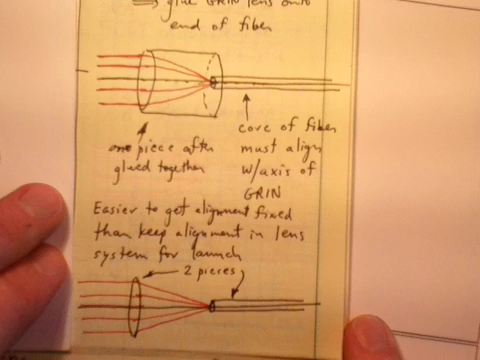 ⇒ glue GRIN lens onto
end of fiber
one piece after
glued together
core of fiber
must align
w/axis of
GRIN
Easier to get alignment fixed
than keep alignment in lens
system for launch
2 pieces